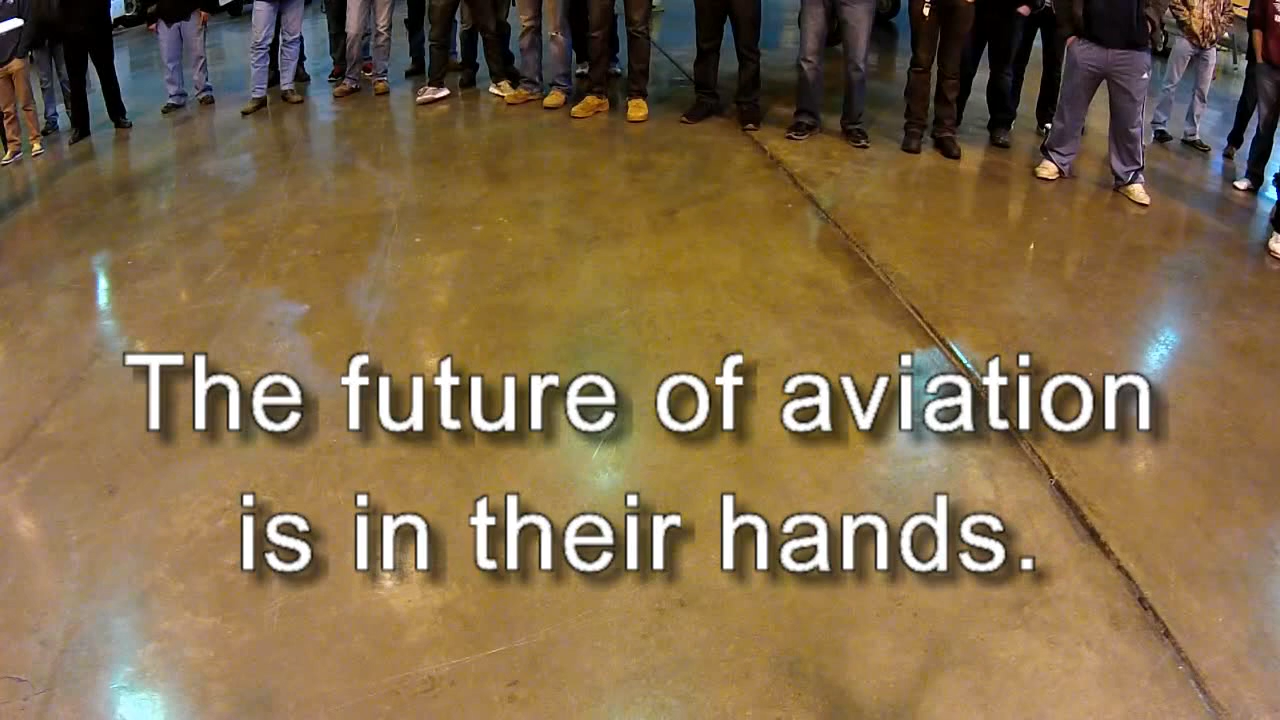 The future of aviation
is in their hands.